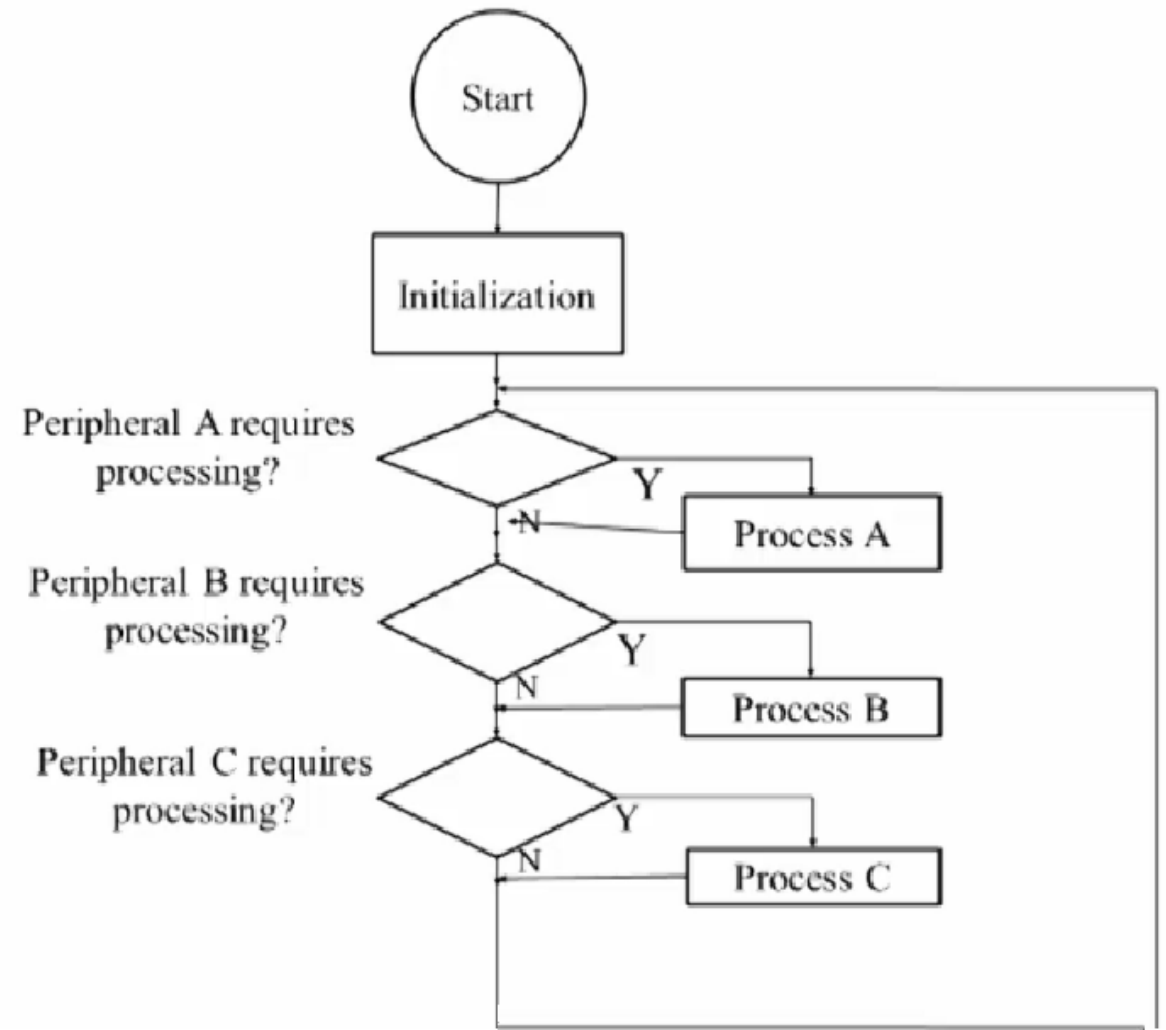 Start
Initialization
Peripheral A requires
processing?
Y
N
Process A
Peripheral B requires
processing?
Y
N
Process B
Peripheral C requires
processing?
Y
N
Process C